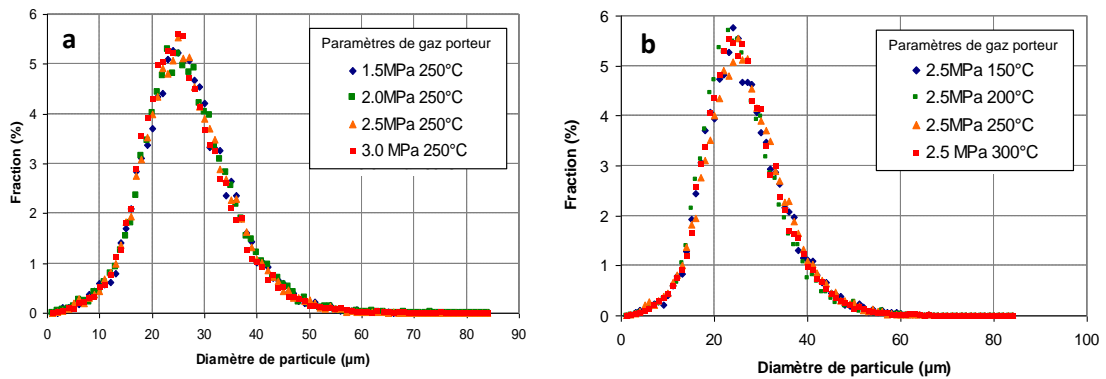 a
Paramètres de gaz porteur
1.5MPa 250°C
2.0MPa 250°C
2.5MPa 250°C
3.0 MPa 250°C
Fraction (%)
6
5
4
3
2
1
0
0 10 20 30 40 50 60 70 80 90
Diamètre de particule (µm)
b
Paramètres de gaz porteur
2.5MPa 150°C
2.5MPa 200°C
2.5MPa 250°C
2.5 MPa 300°C
Fraction (%)
6
5
4
3
2
1
0
0 20 40 60 80 100
Diamètre de particule (µm)